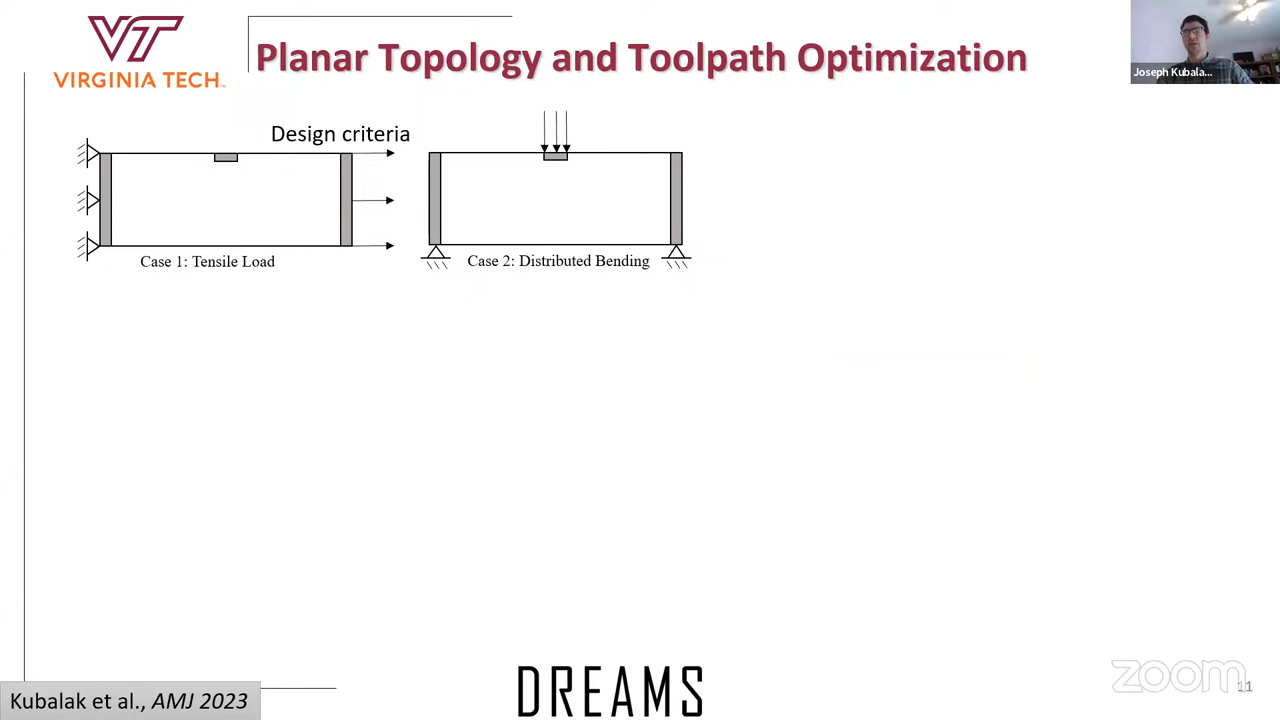 VIRGINIA TECH™
Planar Topology and Toolpath Optimization
Joseph Kubala...
Design criteria
Case 1: Tensile Load
Case 2: Distributed Bending
Kubalak et al., AMJ 2023
DREAMS
zoom
11